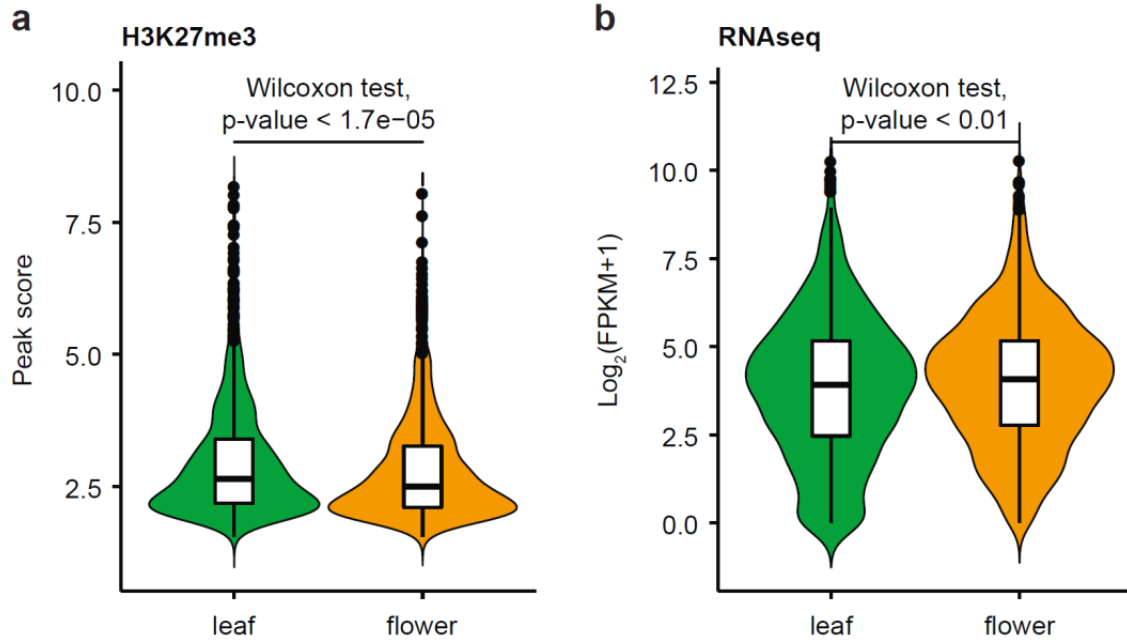 a
H3K27me3
Wilcoxon test,
p-value < 1.7e−05
10.0
7.5
5.0
2.5
Peak score
leaf flower
b
RNAseq
Wilcoxon test,
p-value < 0.01
12.5
10.0
7.5
5.0
2.5
0.0
Log₂(FPKM+1)
leaf flower